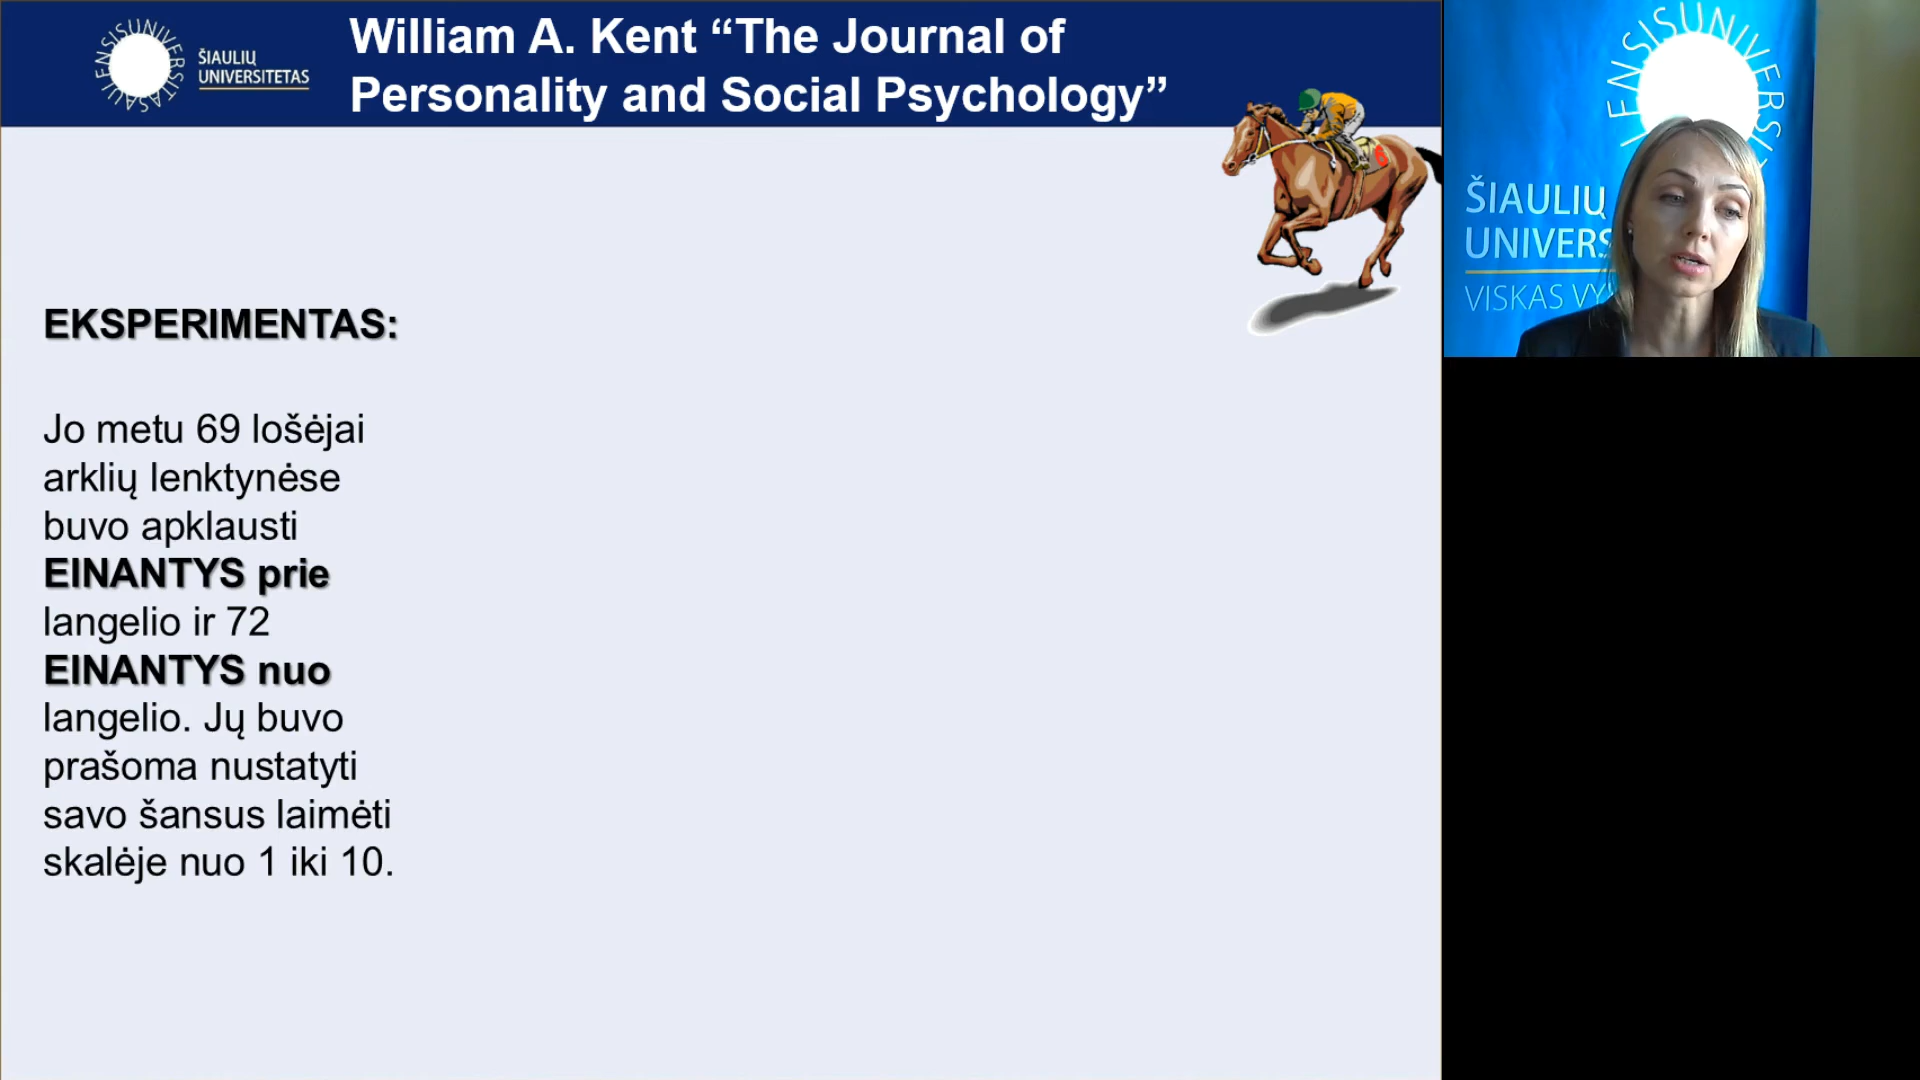 ŠIAULIŲ
UNIVERSITETAS
William A. Kent “The Journal of
Personality and Social Psychology”
6
EKSPERIMENTAS:
Jo metu 69 lošėjai
arklių lenktynėse
buvo apklausti
EINANTYS prie
langelio ir 72
EINANTYS nuo
langelio. Jų buvo
prašoma nustatyti
savo šansus laimėti
skalėje nuo 1 iki 10.
ŠIAULIŲ
UNIVERS
VISKAS VY